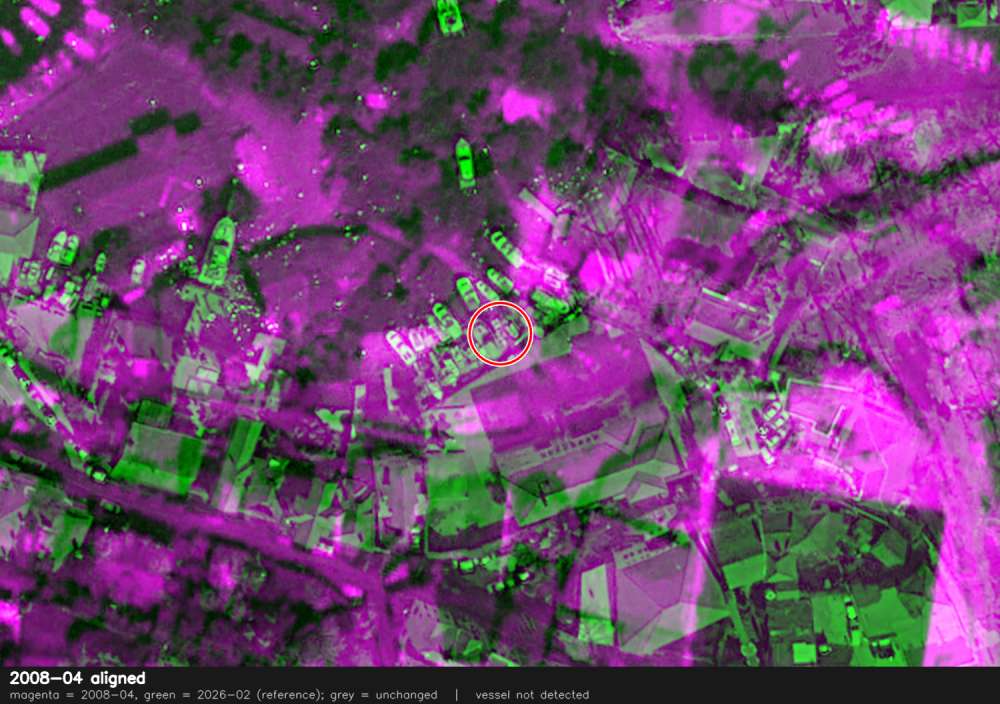 2008-04 aligned
magenta = 2008-04, green = 2026-02 (reference); grey = unchanged | vessel not detected